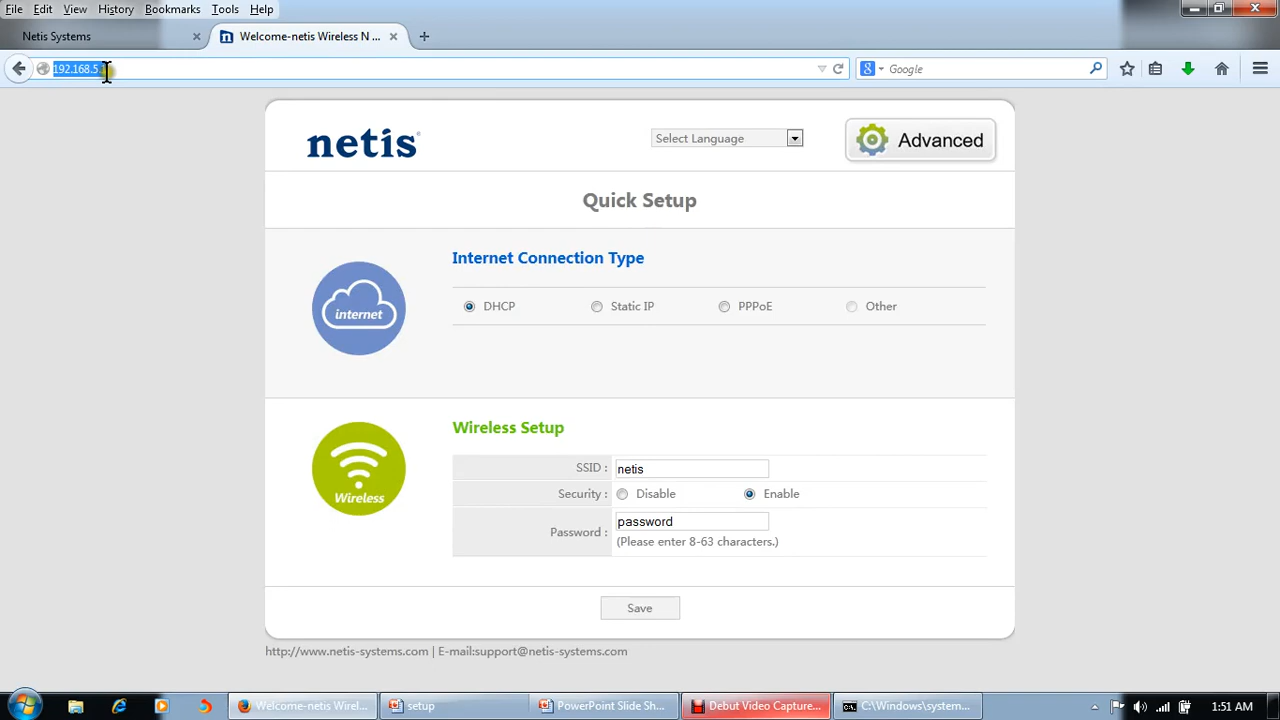 File Edit View History Bookmarks Tools Help
Netis Systems
Welcome-netis Wireless N ...
192.168.5
Google
netis
Select Language
Advanced
Quick Setup
internet
Internet Connection Type
DHCP
Static IP
PPPoE
Other
Wireless
Wireless Setup
SSID : netis
Security : Disable Enable
Password : password
(Please enter 8-63 characters.)
Save
http://www.netis-systems.com | E-mail:support@netis-systems.com
Welcome-netis Wirel...
setup
PowerPoint Slide Sh...
Debut Video Capture...
C:\Windows\system...
1:51 AM